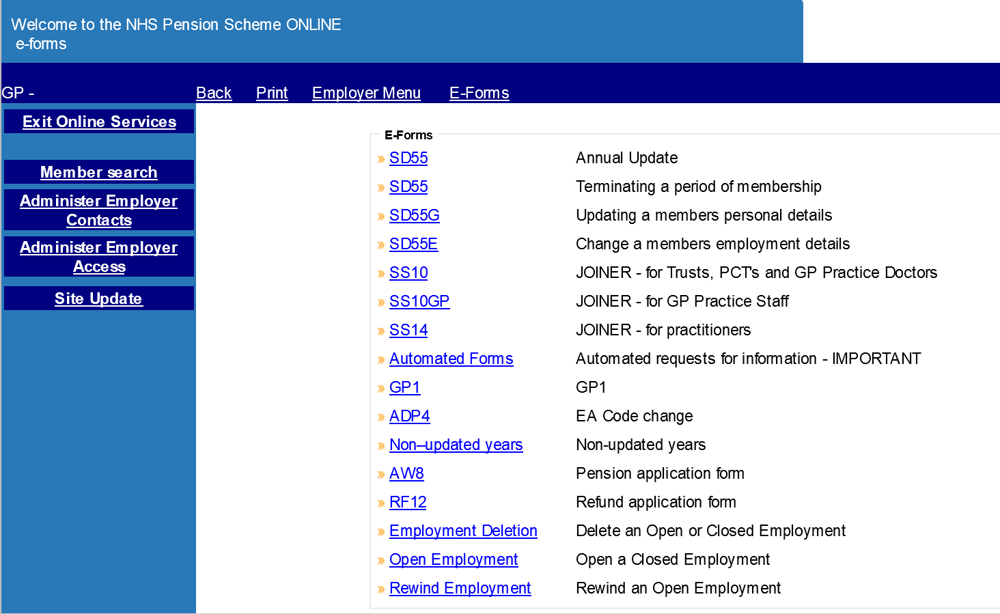 Welcome to the NHS Pension Scheme ONLINE
e-forms
GP -
Back Print Employer Menu E-Forms
Exit Online Services
Member search
Administer Employer
Contacts
Administer Employer
Access
Site Update
E-Forms
» SD55 Annual Update
» SD55 Terminating a period of membership
» SD55G Updating a members personal details
» SD55E Change a members employment details
» SS10 JOINER - for Trusts, PCT's and GP Practice Doctors
» SS10GP JOINER - for GP Practice Staff
» SS14 JOINER - for practitioners
» Automated Forms Automated requests for information - IMPORTANT
» GP1 GP1
» ADP4 EA Code change
» Non–updated years Non-updated years
» AW8 Pension application form
» RF12 Refund application form
» Employment Deletion Delete an Open or Closed Employment
» Open Employment Open a Closed Employment
» Rewind Employment Rewind an Open Employment